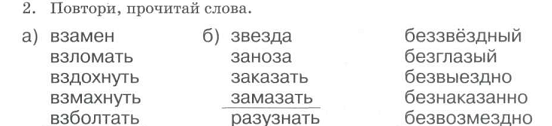 2. Повтори, прочитай слова.
а) взамен б) звезда беззвёздный
взломать заноза безглазый
вздохнуть заказать безвыездно
взмахнуть замазать безнаказанно
взболтать разузнать безвозмездно